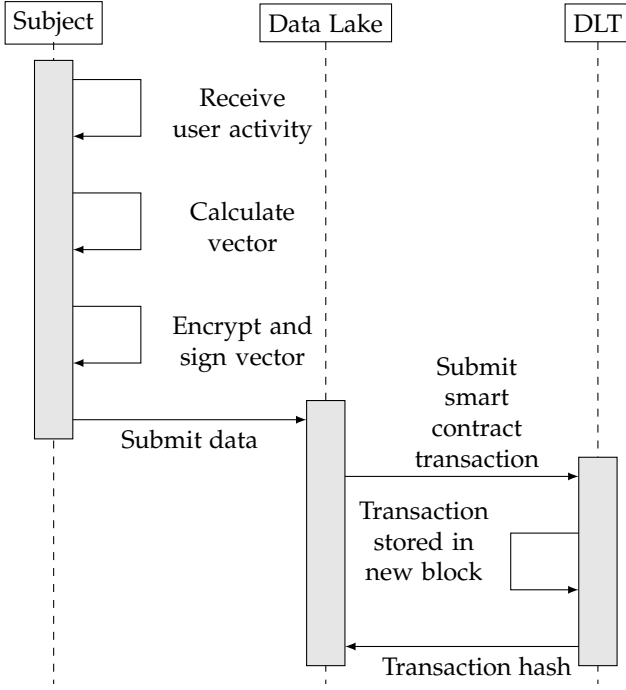 Subject
Data Lake
DLT
Receive
user activity
Calculate
vector
Encrypt and
sign vector
Submit data
Submit
smart
contract
transaction
Transaction
stored in
new block
Transaction hash